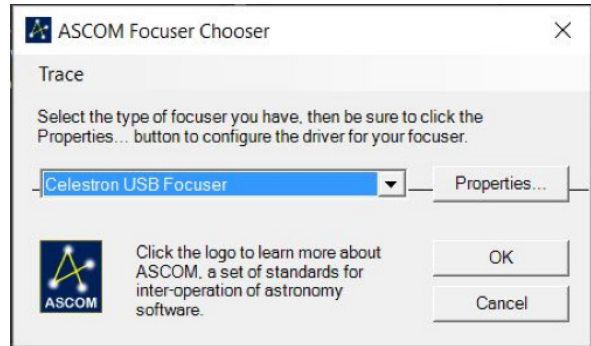 ASCOM Focuser Chooser
Trace
Select the type of focuser you have, then be sure to click the
Properties... button to configure the driver for your focuser.
Celestron USB Focuser
Properties...
Click the logo to learn more about
ASCOM, a set of standards for
inter-operation of astronomy
software.
ASCOM
OK
Cancel